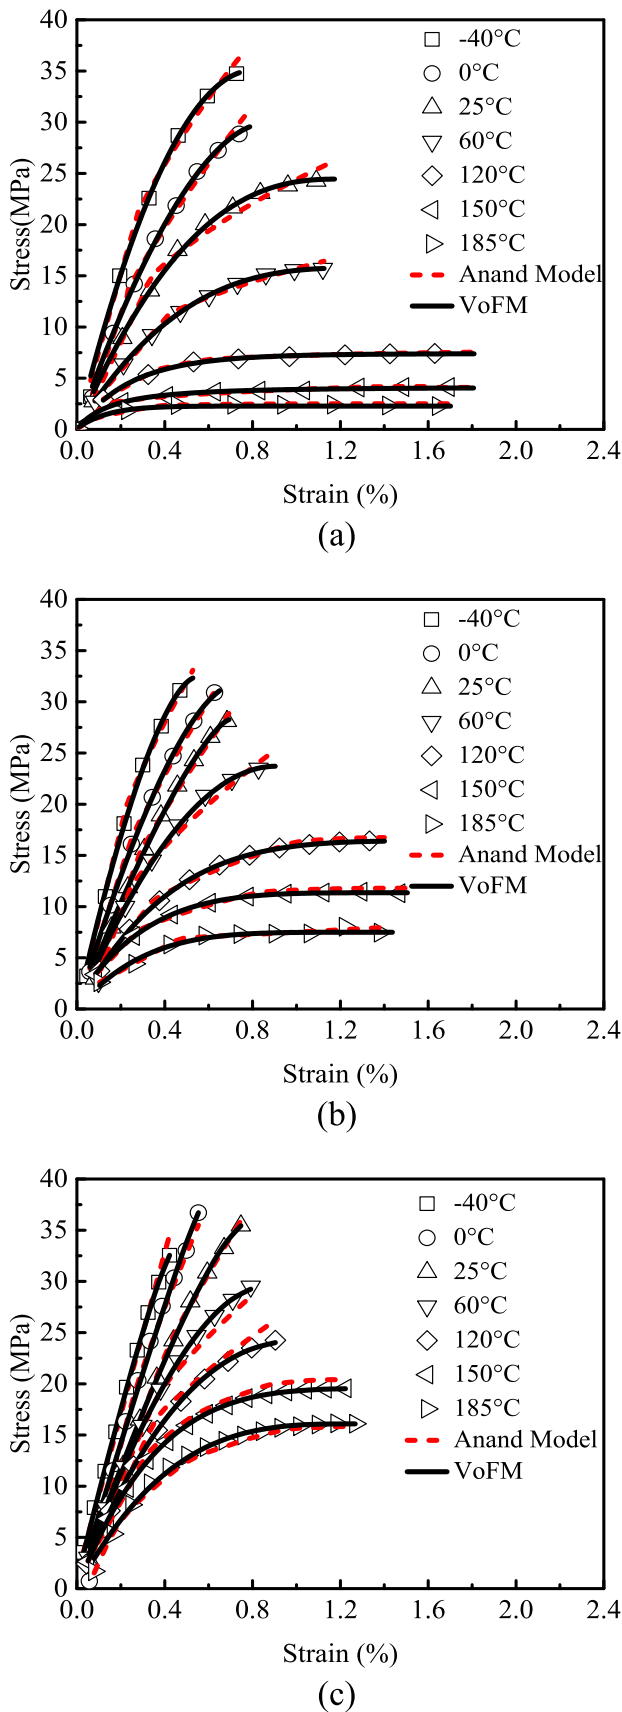 40
-40°C
35
0°C
30
25°C
60°C
25
120°C
20
150°C
185°C
15
Anand Model
10
VoFM
5
0
0.0 0.4 0.8 1.2 1.6 2.0 2.4
Stress(MPa)
Strain (%)
(a)
40
-40°C
35
0°C
30
25°C
60°C
25
120°C
20
150°C
185°C
15
Anand Model
10
VoFM
5
0
0.0 0.4 0.8 1.2 1.6 2.0 2.4
Stress (MPa)
Strain (%)
(b)
40
-40°C
35
0°C
30
25°C
60°C
25
120°C
20
150°C
185°C
15
Anand Model
10
VoFM
5
0
0.0 0.4 0.8 1.2 1.6 2.0 2.4
Stress (MPa)
Strain (%)
(c)